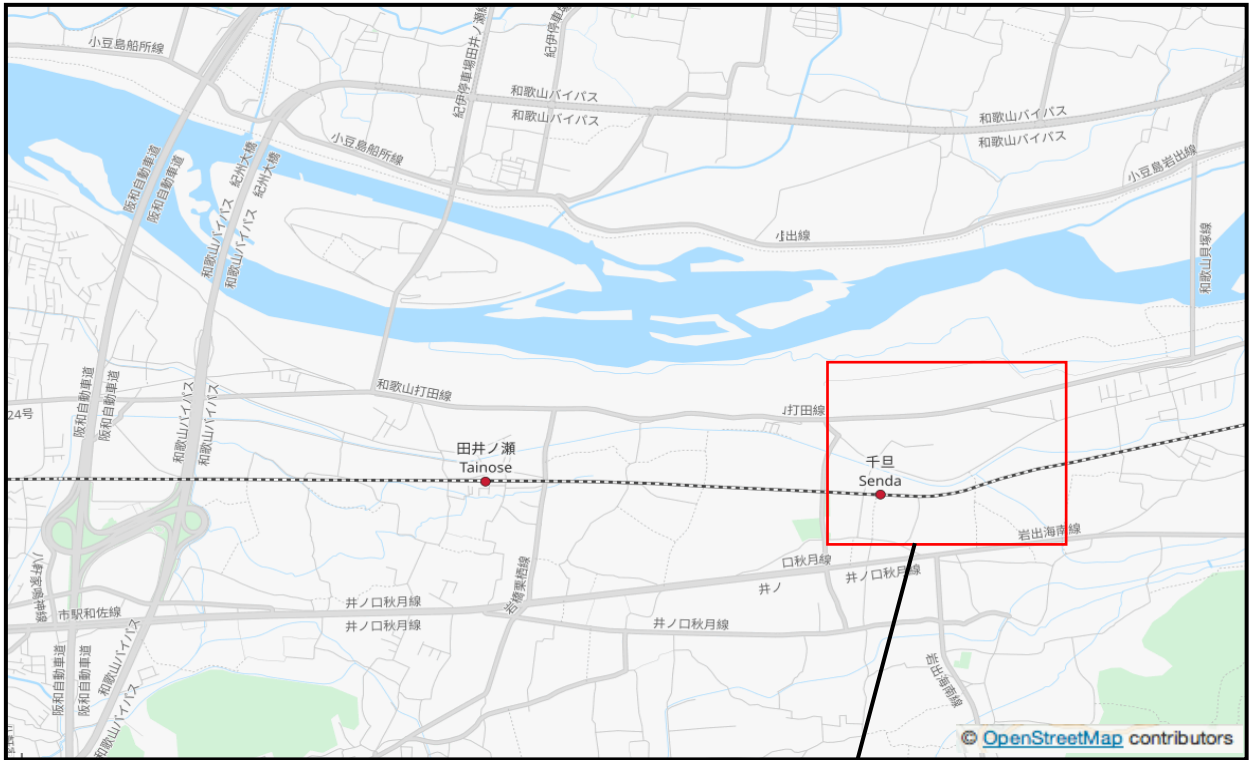 小豆島船所線
紀伊停車場田井ノ瀬線
紀伊停車場
和歌山バイパス
和歌山バイパス
和歌山バイパス
和歌山バイパス
小豆島船所線
小豆島岩出線
阪和自動車道
阪和自動車道
紀州大橋
紀州大橋
和歌山バイパス
和歌山バイパス
出線
和歌山貝塚線
和歌山打田線
打田線
24号
阪和自動車道
阪和自動車道
和歌山バイパス
和歌山バイパス
田井ノ瀬
Tainose
千旦
Senda
岩出海南線
口秋月線
井ノ口秋月線
井ノ
岩橋栗栖線
井ノ口秋月線
井ノ口秋月線
市駅和佐線
井ノ口秋月線
阪和自動車道
阪和自動車道
和歌山バイパス
和歌山バイパス
岩出海南線
© OpenStreetMap contributors